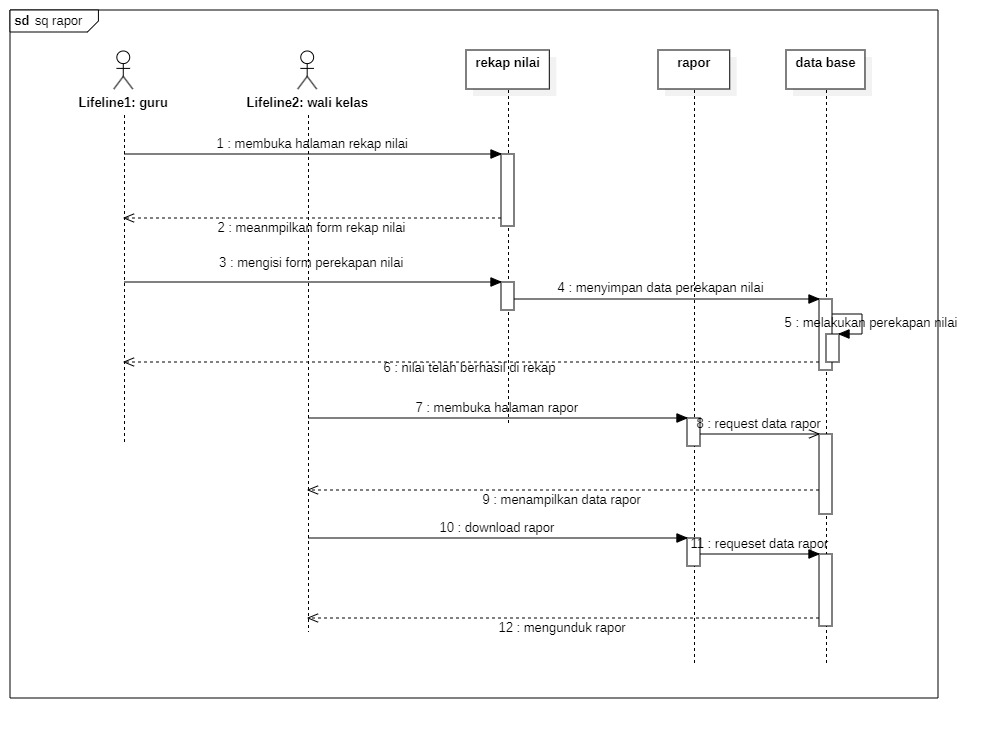 sd sq rapor
rekap nilai
rapor
data base
Lifeline1: guru
Lifeline2: wali kelas
1 : membuka halaman rekap nilai
2 : meanmpilkan form rekap nilai
3 : mengisi form perekapan nilai
4 : menyimpan data perekapan nilai
5 : melakukan perekapan nilai
6 : nilai telah berhasil di rekap
7 : membuka halaman rapor
8 : request data rapor
9 : menampilkan data rapor
10 : download rapor
11 : requeset data rapor
12 : mengunduk rapor